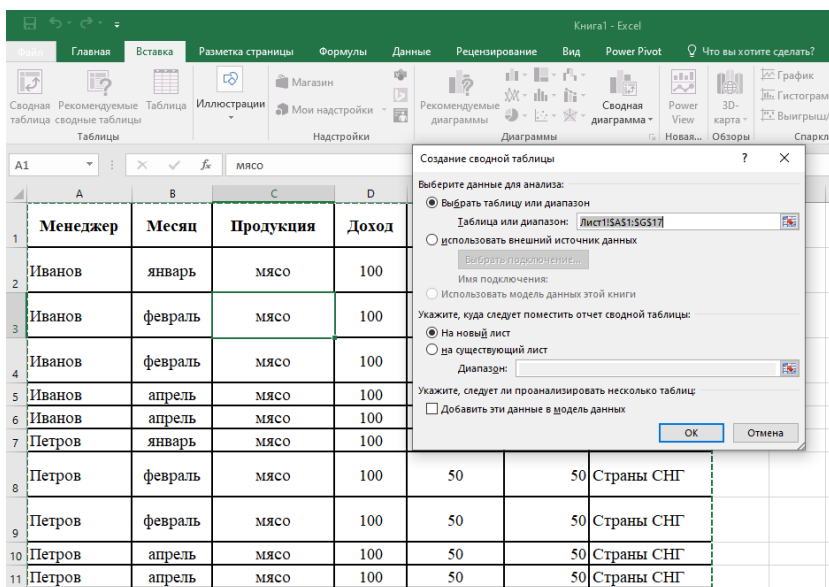 Книга1 - Excel
Файл Главная Вставка Разметка страницы Формулы Данные Рецензирование Вид Power Pivot Что вы хотите сделать?
Сводная таблица
Рекомендуемые сводные таблицы
Таблица
Таблицы
Иллюстрации
Магазин
Мои надстройки
Надстройки
Рекомендуемые диаграммы
Сводная диаграмма
Диаграммы
Power View
Новая...
3D-карта
Обзоры
График
Гистограм
Выигрыш/
Спаркл
A1 fx мясо
A B C D
1 Менеджер Месяц Продукция Доход
2 Иванов январь мясо 100
3 Иванов февраль мясо 100
4 Иванов февраль мясо 100
5 Иванов апрель мясо 100
6 Иванов апрель мясо 100
7 Петров январь мясо 100
8 Петров февраль мясо 100 50 50 Страны СНГ
9 Петров февраль мясо 100 50 50 Страны СНГ
10 Петров апрель мясо 100 50 50 Страны СНГ
11 Петров апрель мясо 100 50 50 Страны СНГ
Создание сводной таблицы ? ×
Выберите данные для анализа:
Выбрать таблицу или диапазон
Таблица или диапазон: Лист1!$A$1:$G$17
использовать внешний источник данных
Выбрать подключение...
Имя подключения:
Использовать модель данных этой книги
Укажите, куда следует поместить отчет сводной таблицы:
На новый лист
на существующий лист
Диапазон:
Укажите, следует ли проанализировать несколько таблиц:
Добавить эти данные в модель данных
ОК Отмена